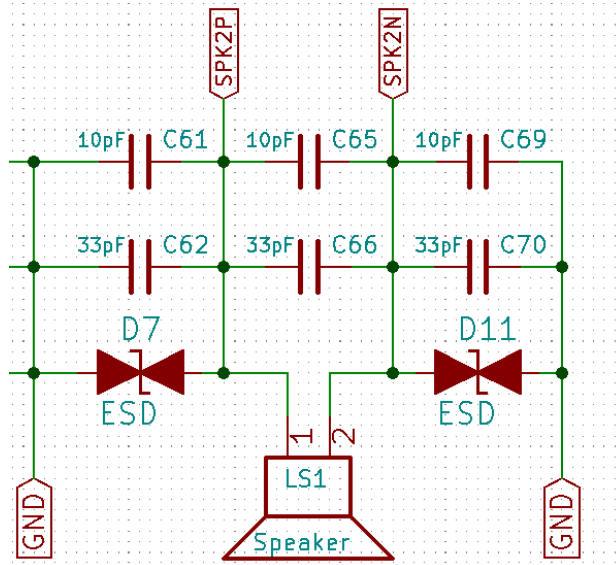 SPK2P
SPK2N
10pF C61 10pF C65 10pF C69
33pF C62 33pF C66 33pF C70
D7 D11
ESD ESD
1 2
LS1
GND GND
Speaker